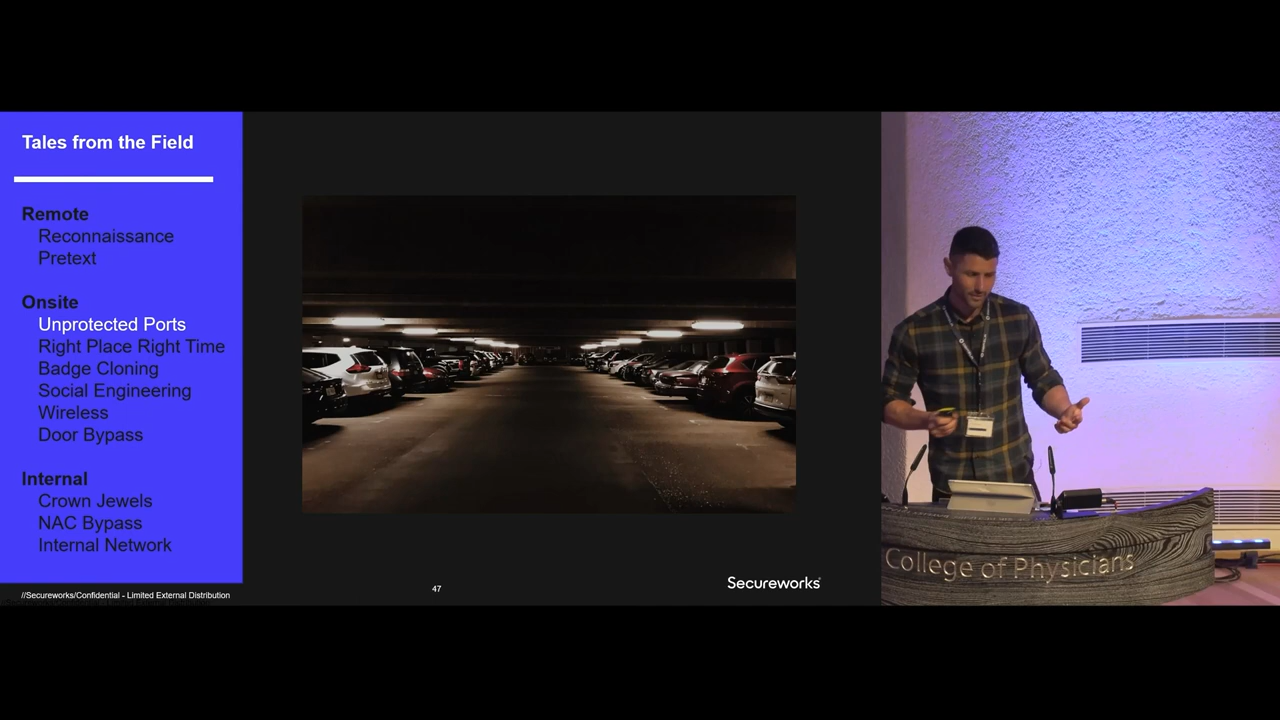 Tales from the Field
Remote
Reconnaissance
Pretext
Onsite
Unprotected Ports
Right Place Right Time
Badge Cloning
Social Engineering
Wireless
Door Bypass
Internal
Crown Jewels
NAC Bypass
Internal Network
//Secureworks/Confidential - Limited External Distribution
47
Secureworks
College of Physicians